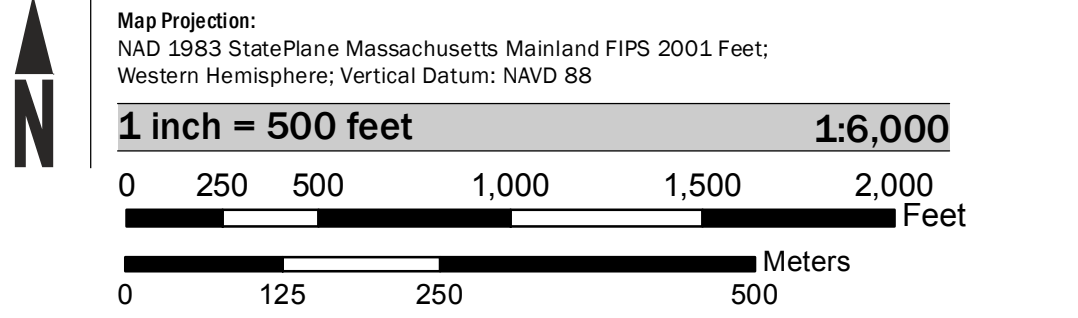 N
Map Projection:
NAD 1983 StatePlane Massachusetts Mainland FIPS 2001 Feet;
Western Hemisphere; Vertical Datum: NAVD 88
1 inch = 500 feet 1:6,000
0 250 500 1,000 1,500 2,000
Feet
Meters
0 125 250 500